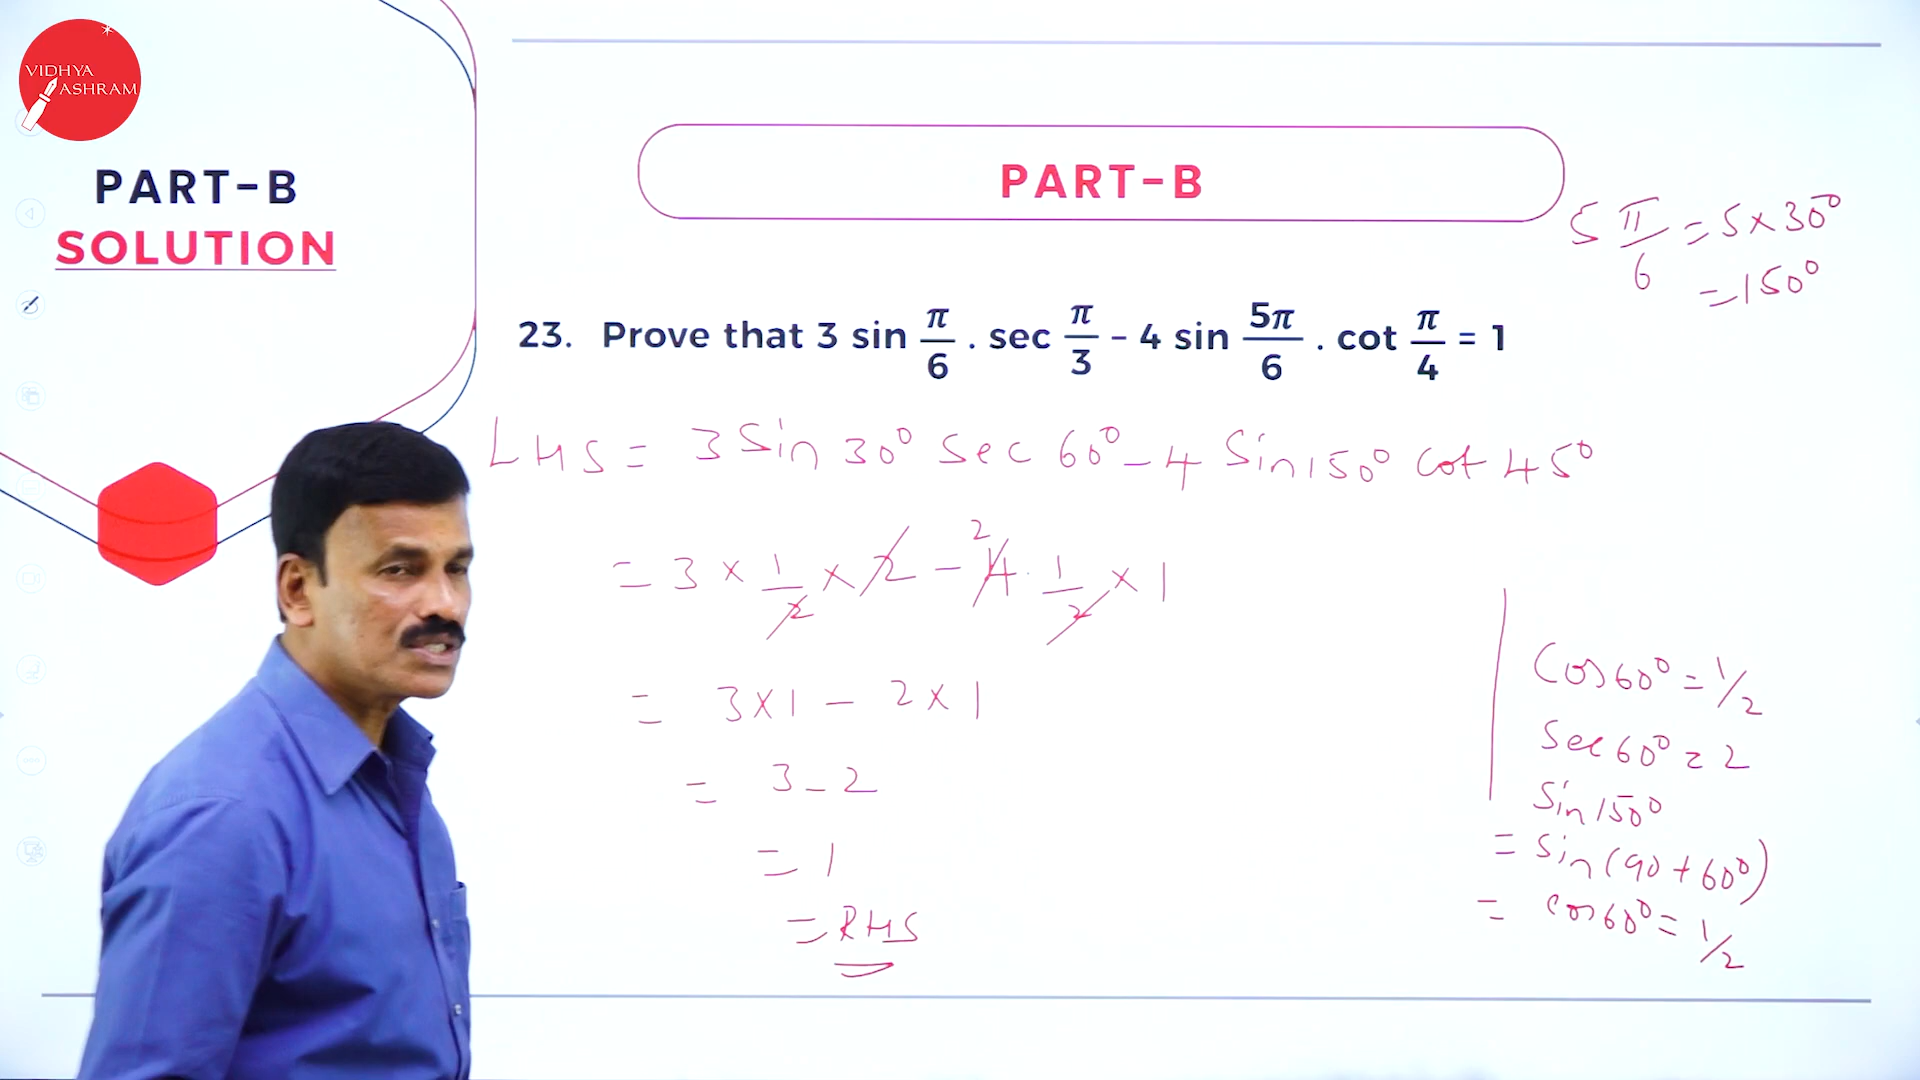 VIDHYA
ASHRAM
PART-B
SOLUTION
PART-B
5 π/6 = 5 × 30°
= 150°
23. Prove that 3 sin π/6 . sec π/3 - 4 sin 5π/6 . cot π/4 = 1
LHS = 3 Sin 30° Sec 60° - 4 Sin 150° Cot 45°
= 3 × 1/2 × 2 - 2 4 . 1/2 × 1
= 3×1 - 2×1
= 3-2
= 1
= RHS
Cos 60° = 1/2
Sec 60° = 2
Sin 150°
= Sin (90 + 60°)
= Cos 60° = 1/2